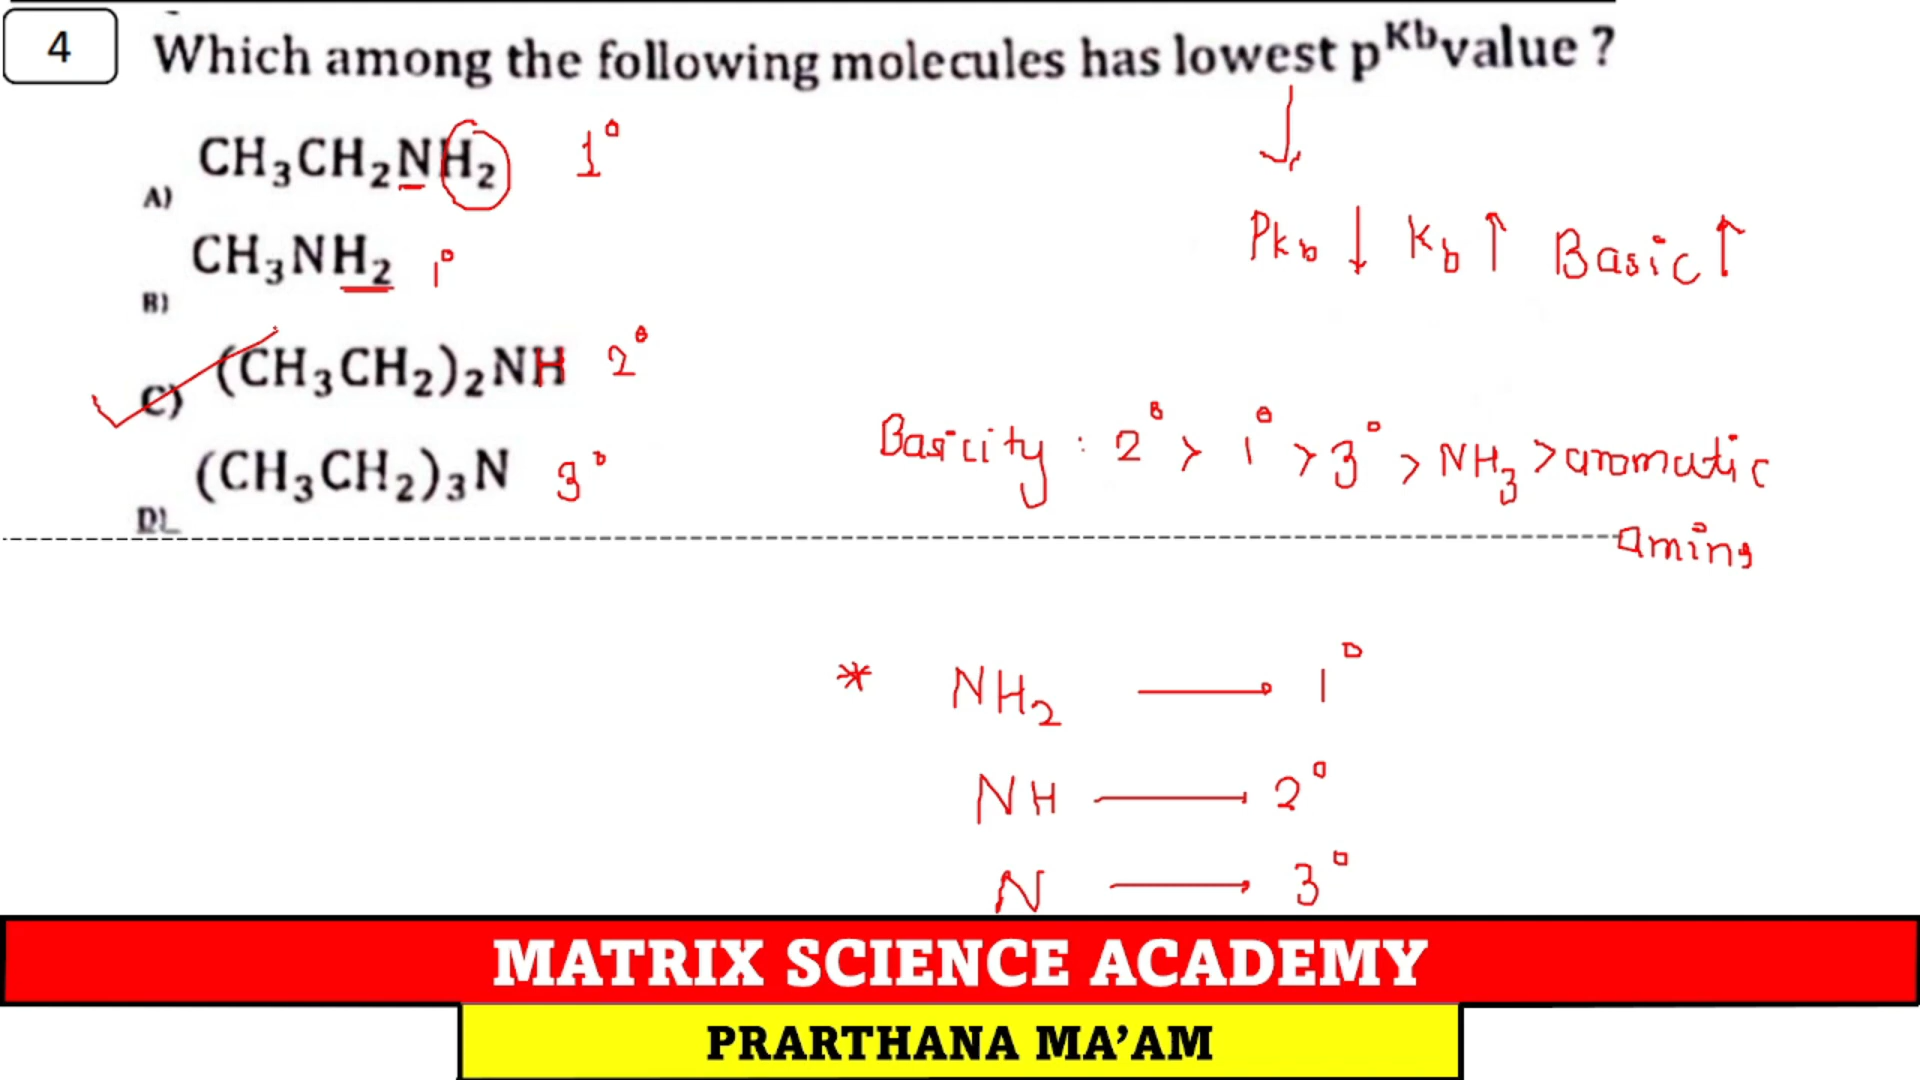 4
Which among the following molecules has lowest p^Kb value ?
A) CH₃CH₂NH₂ 1°
B) CH₃NH₂ 1°
C) (CH₃CH₂)₂NH 2°
D) (CH₃CH₂)₃N 3°
Pkb ↓ Kb ↑ Basic ↑
Basicity : 2° > 1° > 3° > NH₃ > aromatic
amins
* NH₂ → 1°
NH → 2°
N → 3°
MATRIX SCIENCE ACADEMY
PRARTHANA MA’AM